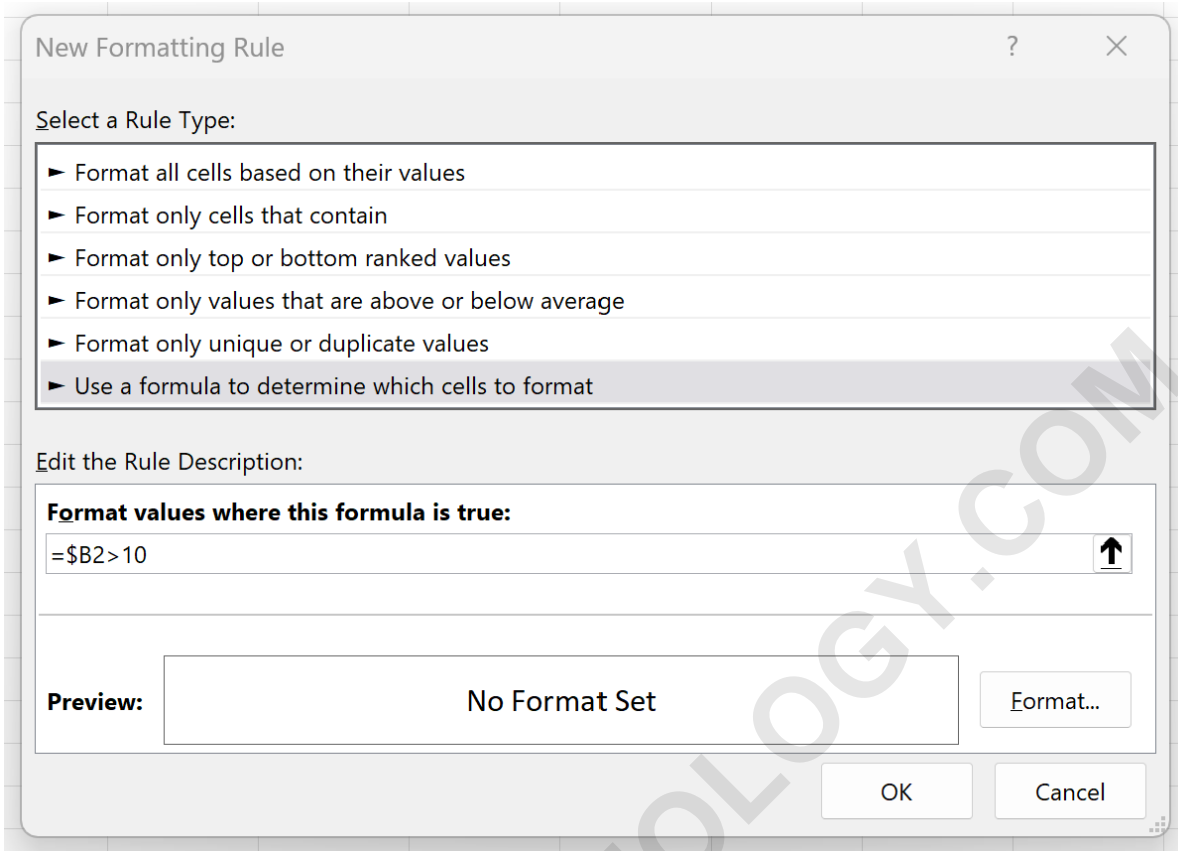 New Formatting Rule ?
Select a Rule Type:
► Format all cells based on their values
► Format only cells that contain
► Format only top or bottom ranked values
► Format only values that are above or below average
► Format only unique or duplicate values
► Use a formula to determine which cells to format
Edit the Rule Description:
Format values where this formula is true:
=$B2>10
Preview:
No Format Set
Format...
OK
Cancel
OLOGY.COM